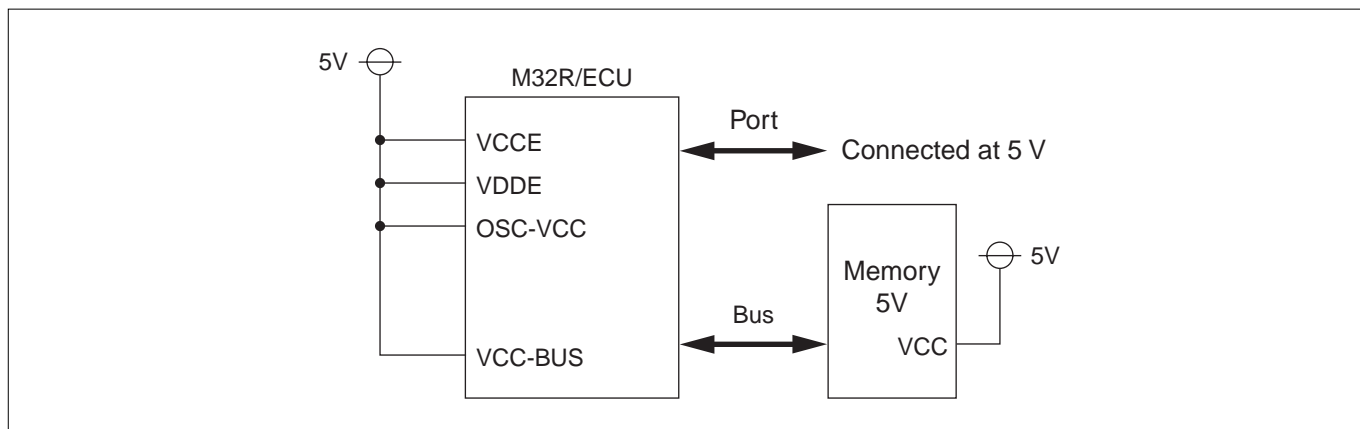 5V
M32R/ECU
VCCE
VDDE
OSC-VCC
VCC-BUS
Port
Connected at 5 V
Bus
Memory
5V
VCC
5V